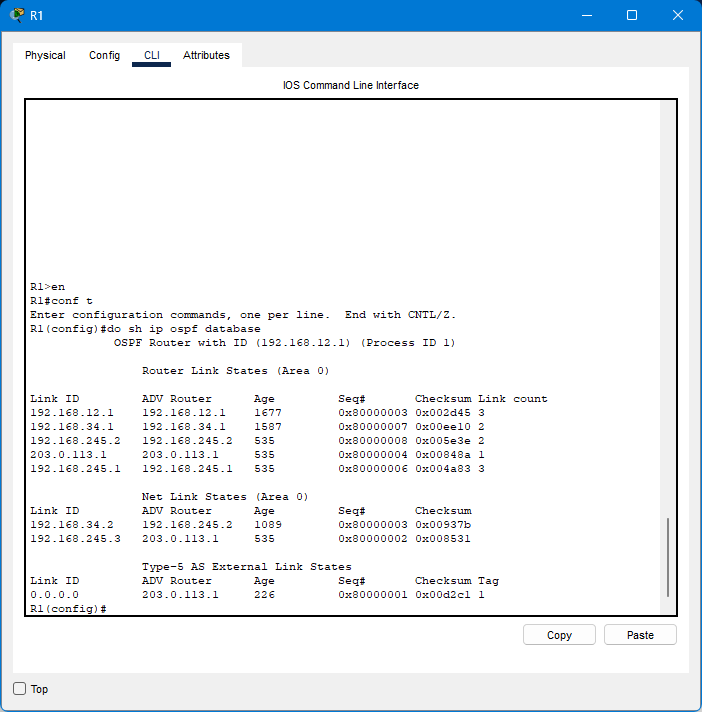 R1
Physical Config CLI Attributes
IOS Command Line Interface
R1>en
R1#conf t
Enter configuration commands, one per line.  End with CNTL/Z.
R1(config)#do sh ip ospf database
            OSPF Router with ID (192.168.12.1) (Process ID 1)
                Router Link States (Area 0)
Link ID         ADV Router      Age         Seq#       Checksum Link count
192.168.12.1    192.168.12.1    1677        0x80000003 0x002d45 3
192.168.34.1    192.168.34.1    1587        0x80000007 0x00ee10 2
192.168.245.2   192.168.245.2   535         0x80000008 0x005e3e 2
203.0.113.1     203.0.113.1     535         0x80000004 0x00848a 1
192.168.245.1   192.168.245.1   535         0x80000006 0x004a83 3
                Net Link States (Area 0)
Link ID         ADV Router      Age         Seq#       Checksum
192.168.34.2    192.168.245.2   1089        0x80000003 0x00937b
192.168.245.3   203.0.113.1     535         0x80000002 0x008531
                Type-5 AS External Link States
Link ID         ADV Router      Age         Seq#       Checksum Tag
0.0.0.0         203.0.113.1     226         0x80000001 0x00d2c1 1
R1(config)#
Copy Paste
Top